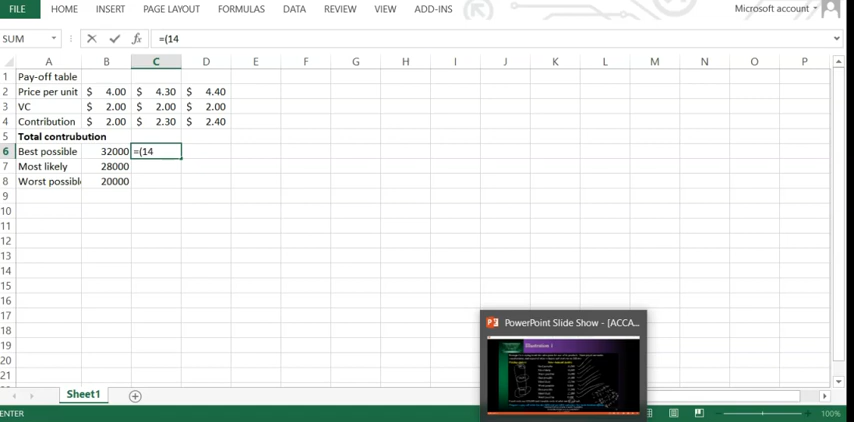 FILE HOME INSERT PAGE LAYOUT FORMULAS DATA REVIEW VIEW ADD-INS Microsoft account
SUM fx =(14
A B C D E F G H I J K L M N O P
1 Pay-off table
2 Price per unit $ 4.00 $ 4.30 $ 4.40
3 VC $ 2.00 $ 2.00 $ 2.00
4 Contribution $ 2.00 $ 2.30 $ 2.40
5 Total contrubution
6 Best possible 32000 =(14
7 Most likely 28000
8 Worst possibl 20000
9
10
11
12
13
14
15
16
17
18
19
20
21
PowerPoint Slide Show - [ACCA...
Illustration 1
Sheet1
ENTER 100%